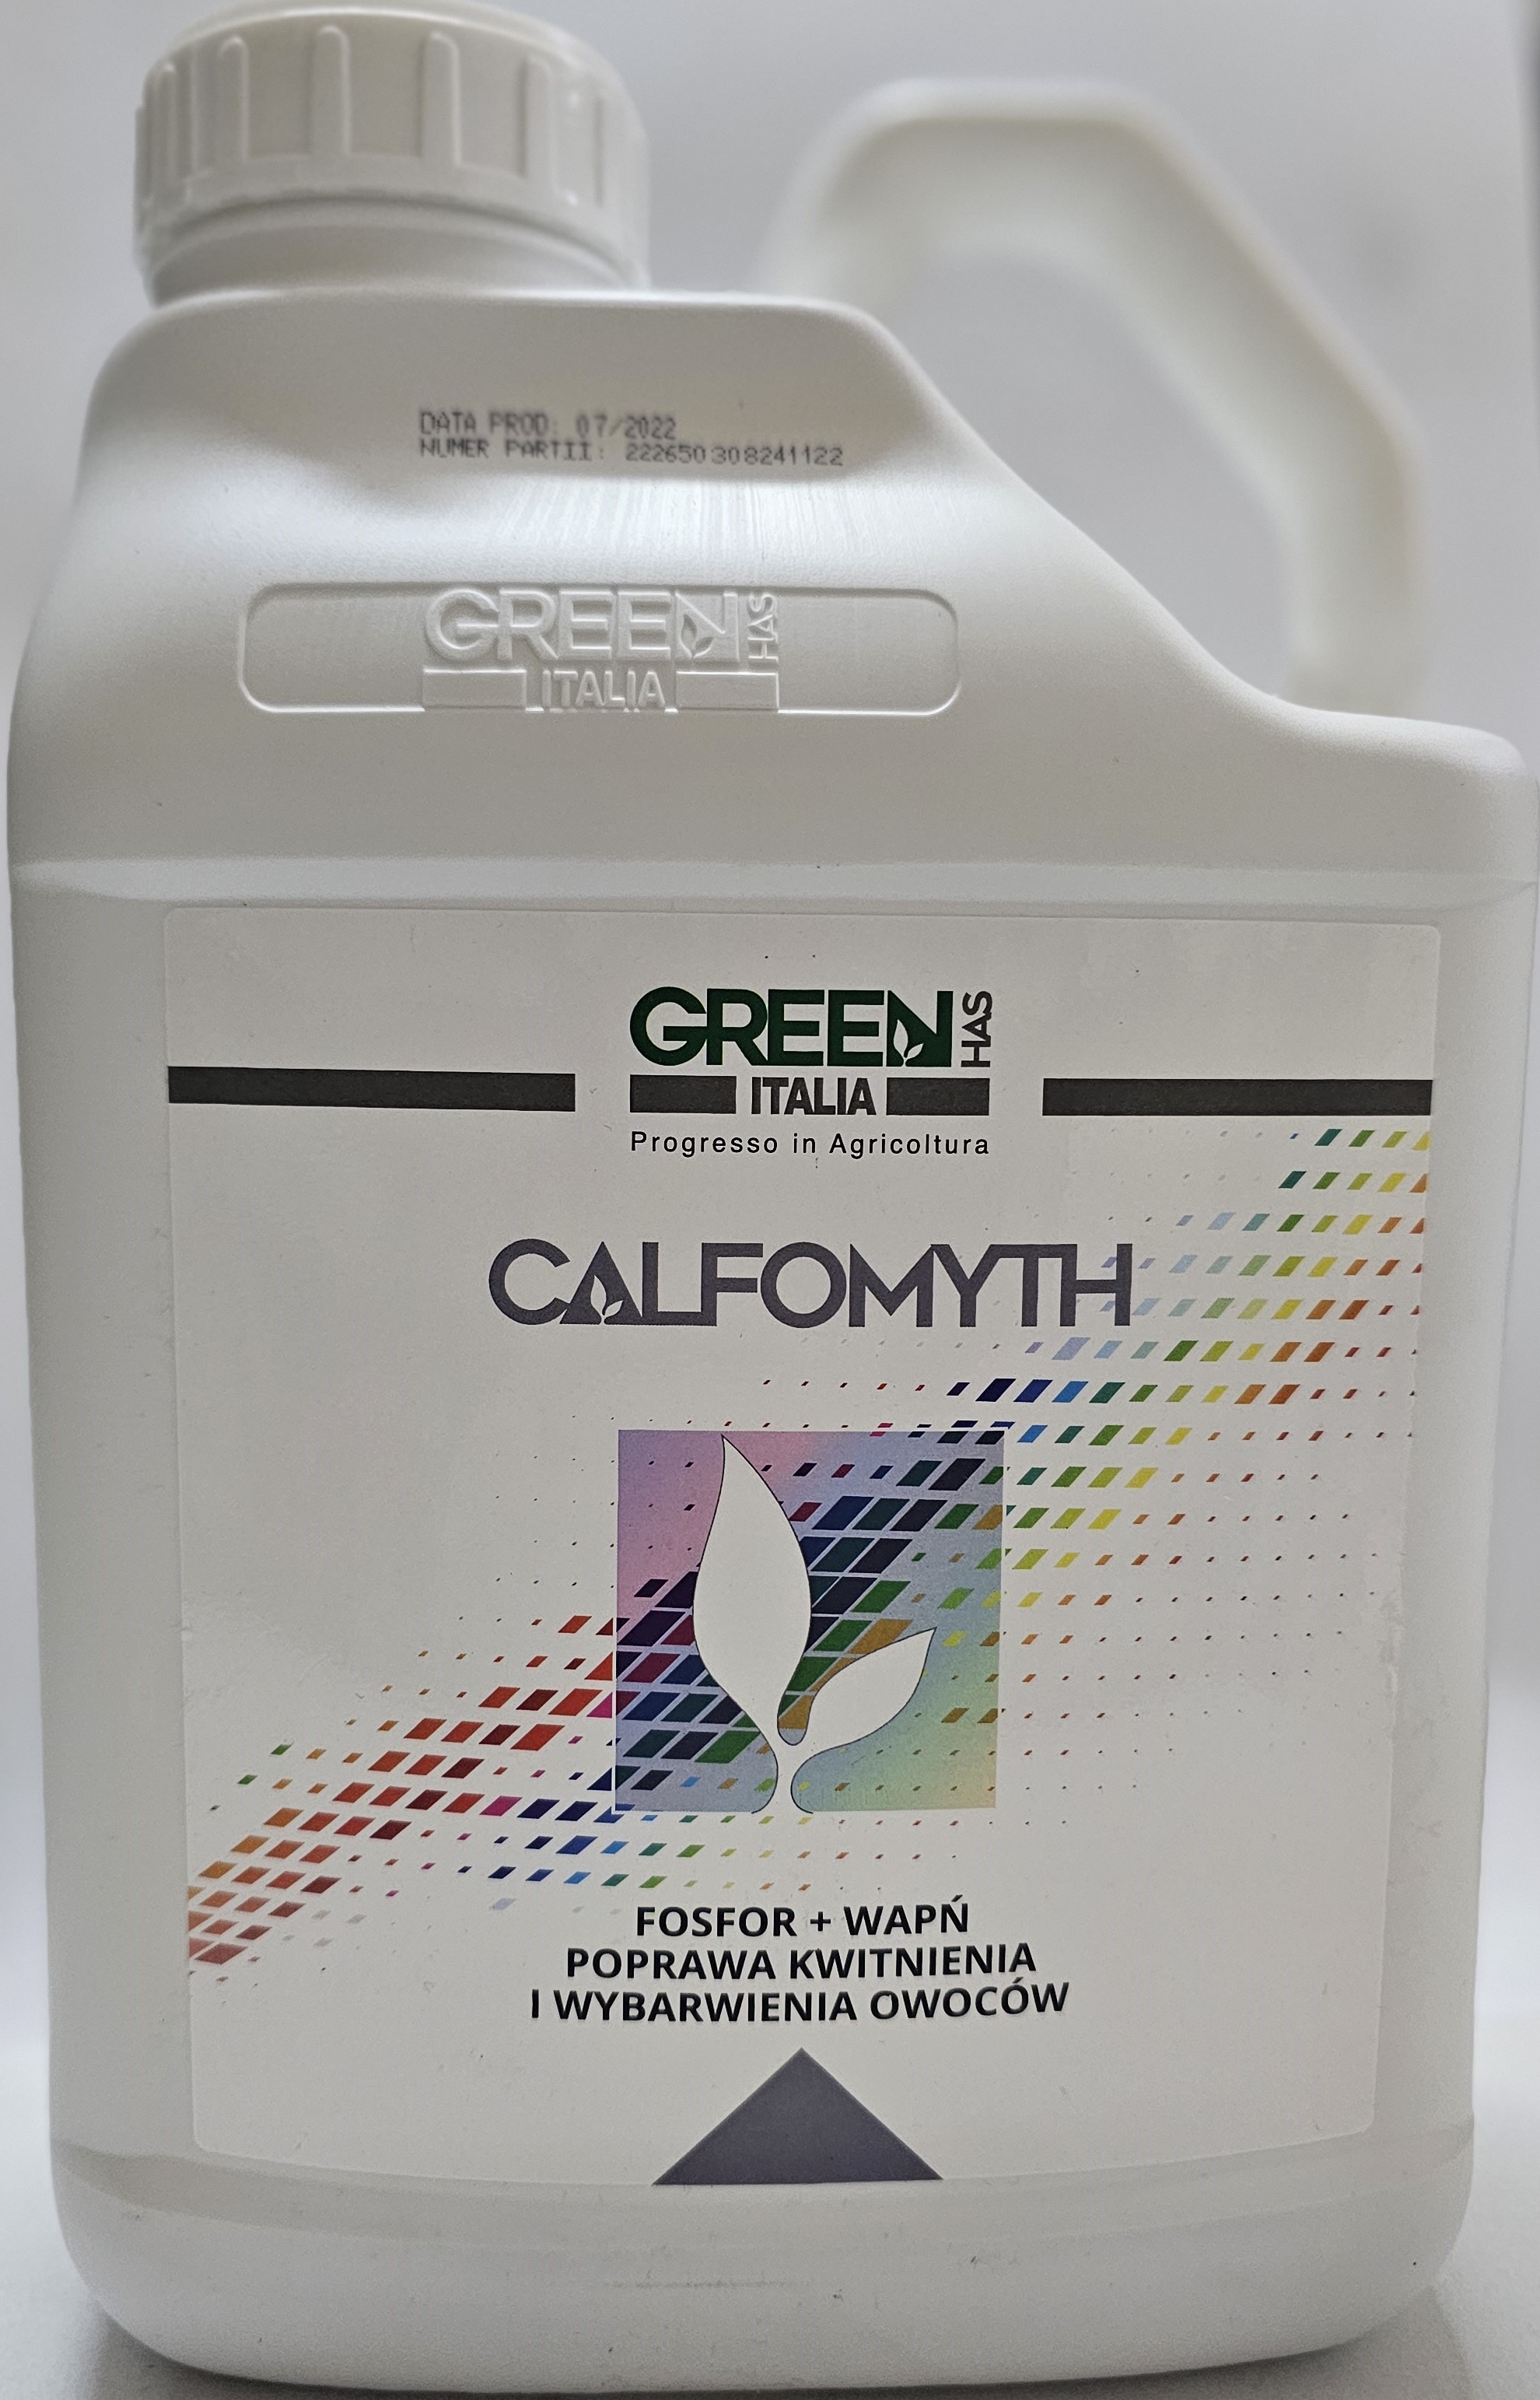 DATA PROD: 07/2022
NUMER PARTII: 222650308241122
GREEN HAS
ITALIA
GREEN HAS
ITALIA
Progresso in Agricoltura
CALFOMYTH
FOSFOR + WAPŃ
POPRAWA KWITNIENIA
I WYBARWIENIA OWOCÓW